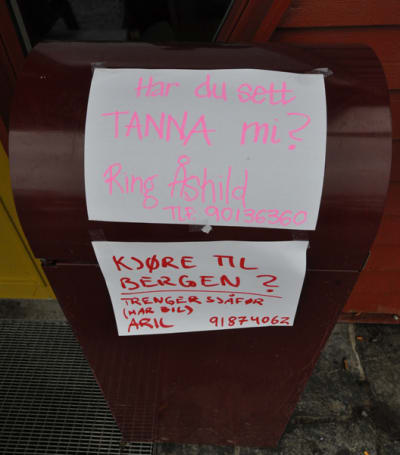 Har du sett
TANNA mi?
Ring Åshild
TLF 90136360
KJØRE TIL
BERGEN ?
TRENGER SJÅFØR
(HAR BIL)
ARIL 91874062